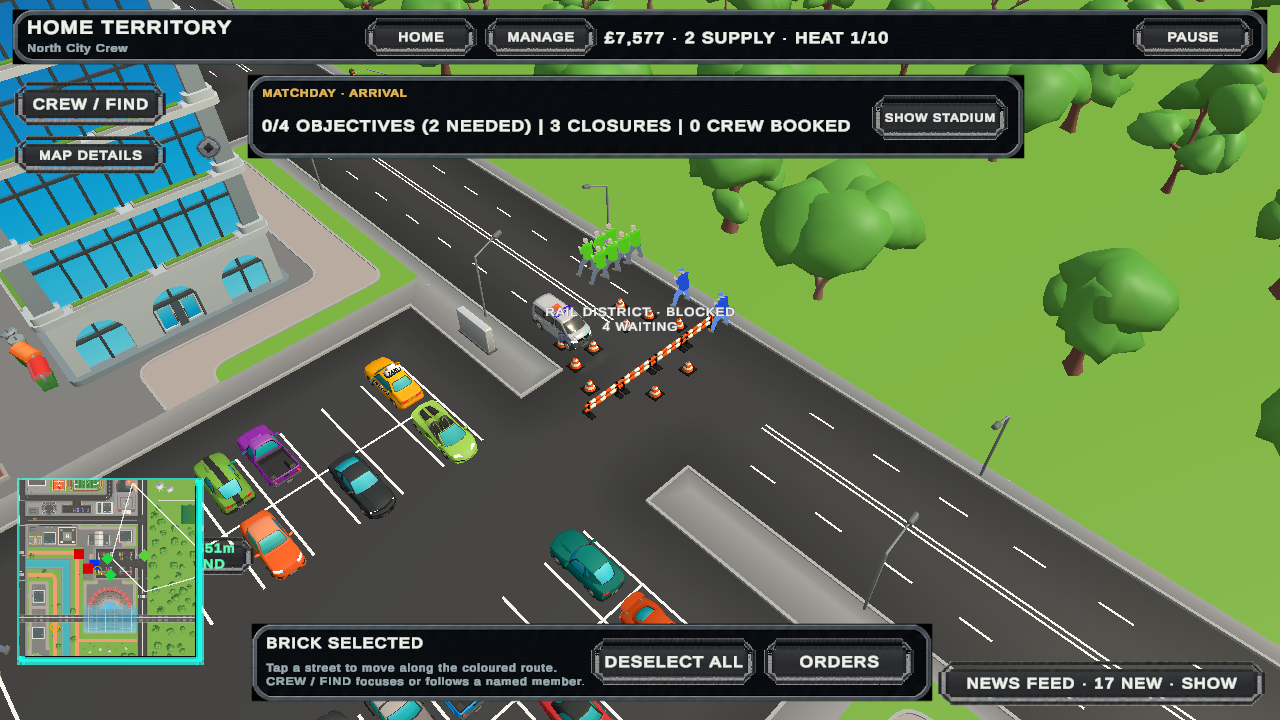 HOME TERRITORY
North City Crew
HOME
MANAGE
£7,577 · 2 SUPPLY · HEAT 1/10
PAUSE
CREW / FIND
MAP DETAILS
MATCHDAY · ARRIVAL
0/4 OBJECTIVES (2 NEEDED) | 3 CLOSURES | 0 CREW BOOKED
SHOW STADIUM
RAIL DISTRICT · BLOCKED
4 WAITING
TAXI
51m
ND
BRICK SELECTED
Tap a street to move along the coloured route.
CREW / FIND focuses or follows a named member.
DESELECT ALL
ORDERS
NEWS FEED · 17 NEW · SHOW